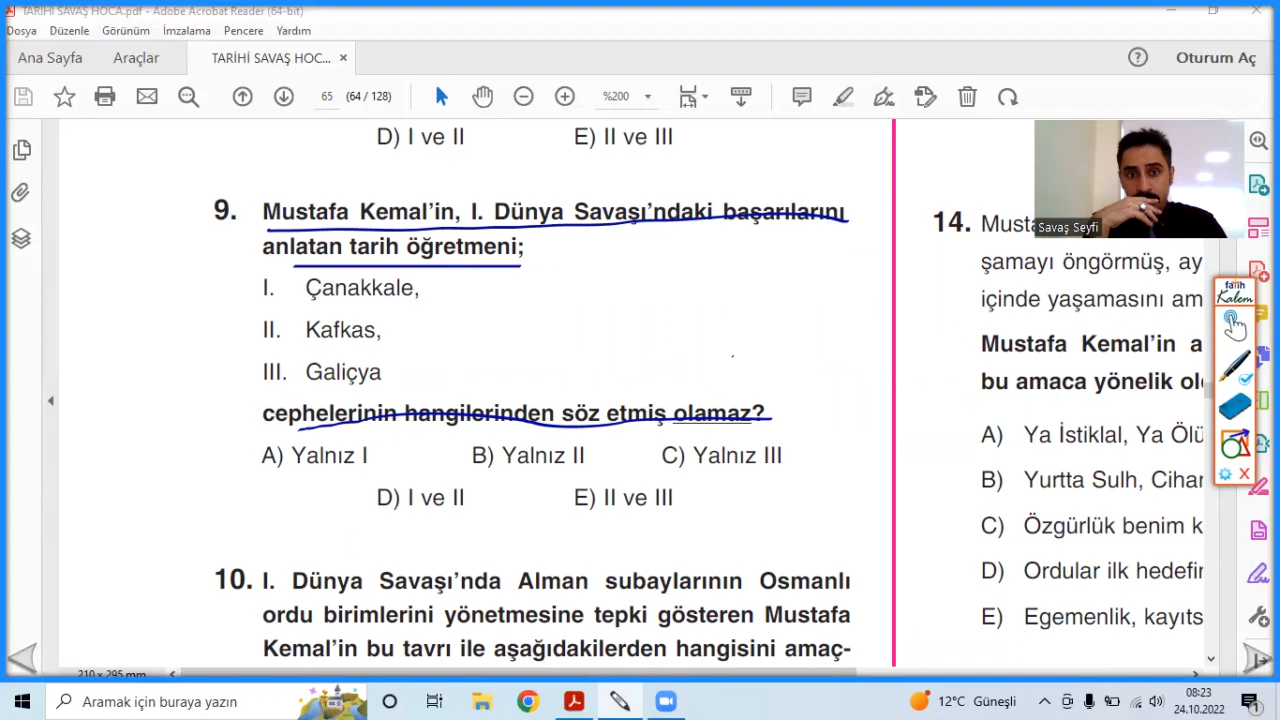 TARİHİ SAVAŞ HOCA.pdf - Adobe Acrobat Reader (64-bit)
Dosya Düzenle Görünüm İmzalama Pencere Yardım
Ana Sayfa Araçlar TARİHİ SAVAŞ HOC... × Oturum Aç
65 (64 / 128) %200
D) I ve II E) II ve III
9. Mustafa Kemal'in, I. Dünya Savaşı'ndaki başarılarını
anlatan tarih öğretmeni;
I. Çanakkale,
II. Kafkas,
III. Galiçya
cephelerinin hangilerinden söz etmiş olamaz?
A) Yalnız I B) Yalnız II C) Yalnız III
D) I ve II E) II ve III
10. I. Dünya Savaşı'nda Alman subaylarının Osmanlı
ordu birimlerini yönetmesine tepki gösteren Mustafa
Kemal'in bu tavrı ile aşağıdakilerden hangisini amaç-
210 x 295 mm
Savaş Seyfi
14. Musta
şamayı öngörmüş, ay
içinde yaşamasını am
Mustafa Kemal'in a
bu amaca yönelik ol
A) Ya İstiklal, Ya Ölü
B) Yurtta Sulh, Cihan
C) Özgürlük benim k
D) Ordular ilk hedefin
E) Egemenlik, kayıts
fatih
Kalem
Aramak için buraya yazın
12°C Güneşli
08:23
24.10.2022